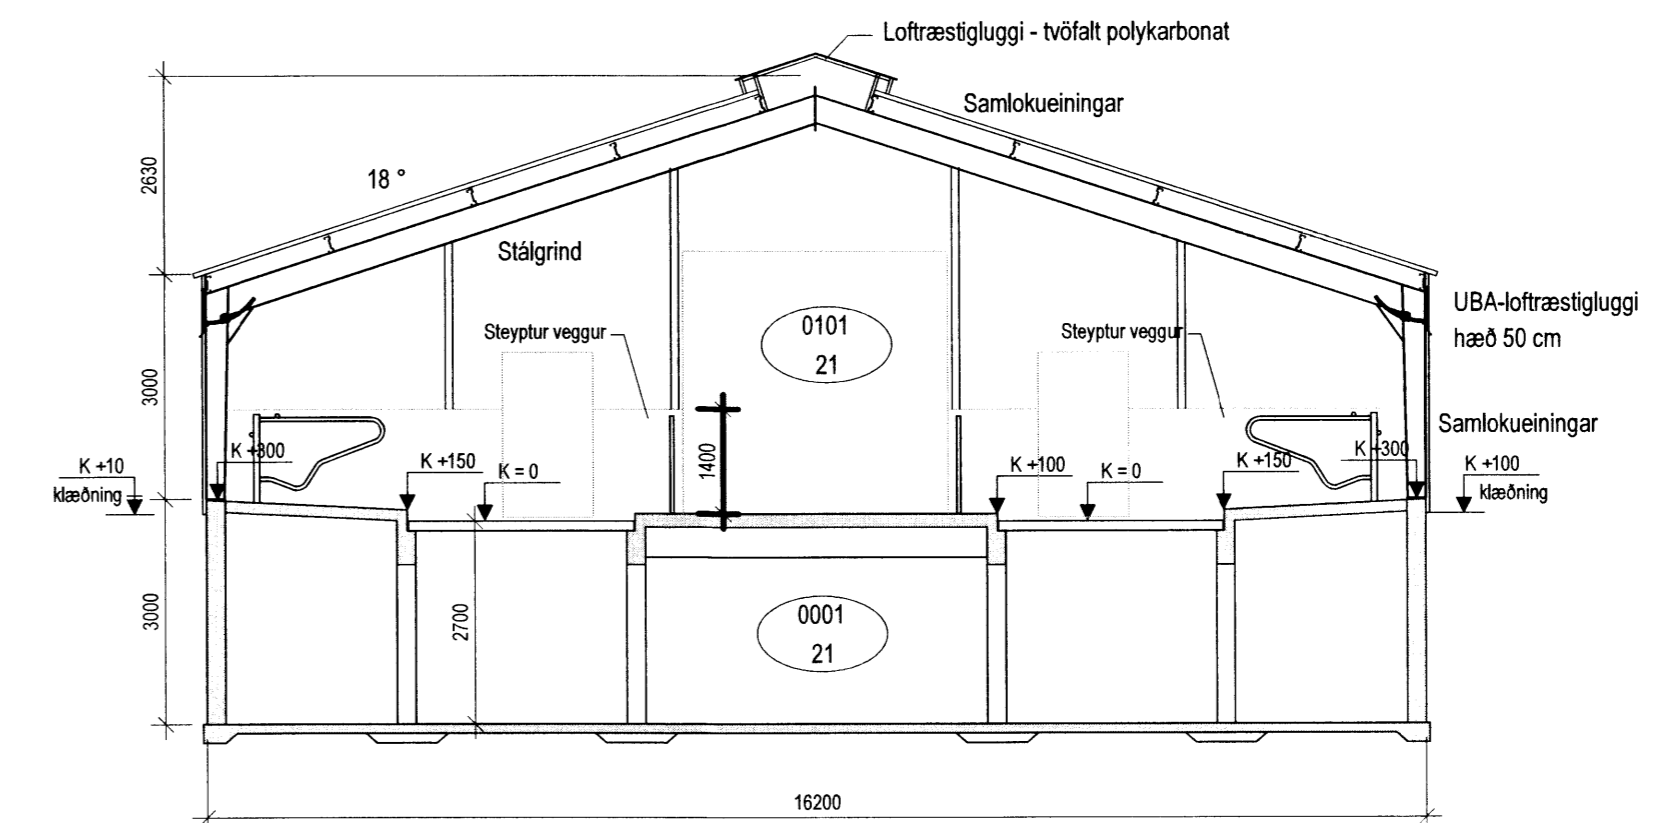 Loftræstigluggi - tvöfalt polykarbonat
Samlokueiningar
2630
18 °
Stálgrind
UBA-loftræstigluggi
hæð 50 cm
Steyptur veggur
0101
21
Steyptur veggur
3000
Samlokueiningar
K +10
klæðning
K +300
K +150
K = 0
1400
K +100
K = 0
K +150
K +300
K +100
klæðning
3000
2700
0001
21
16200